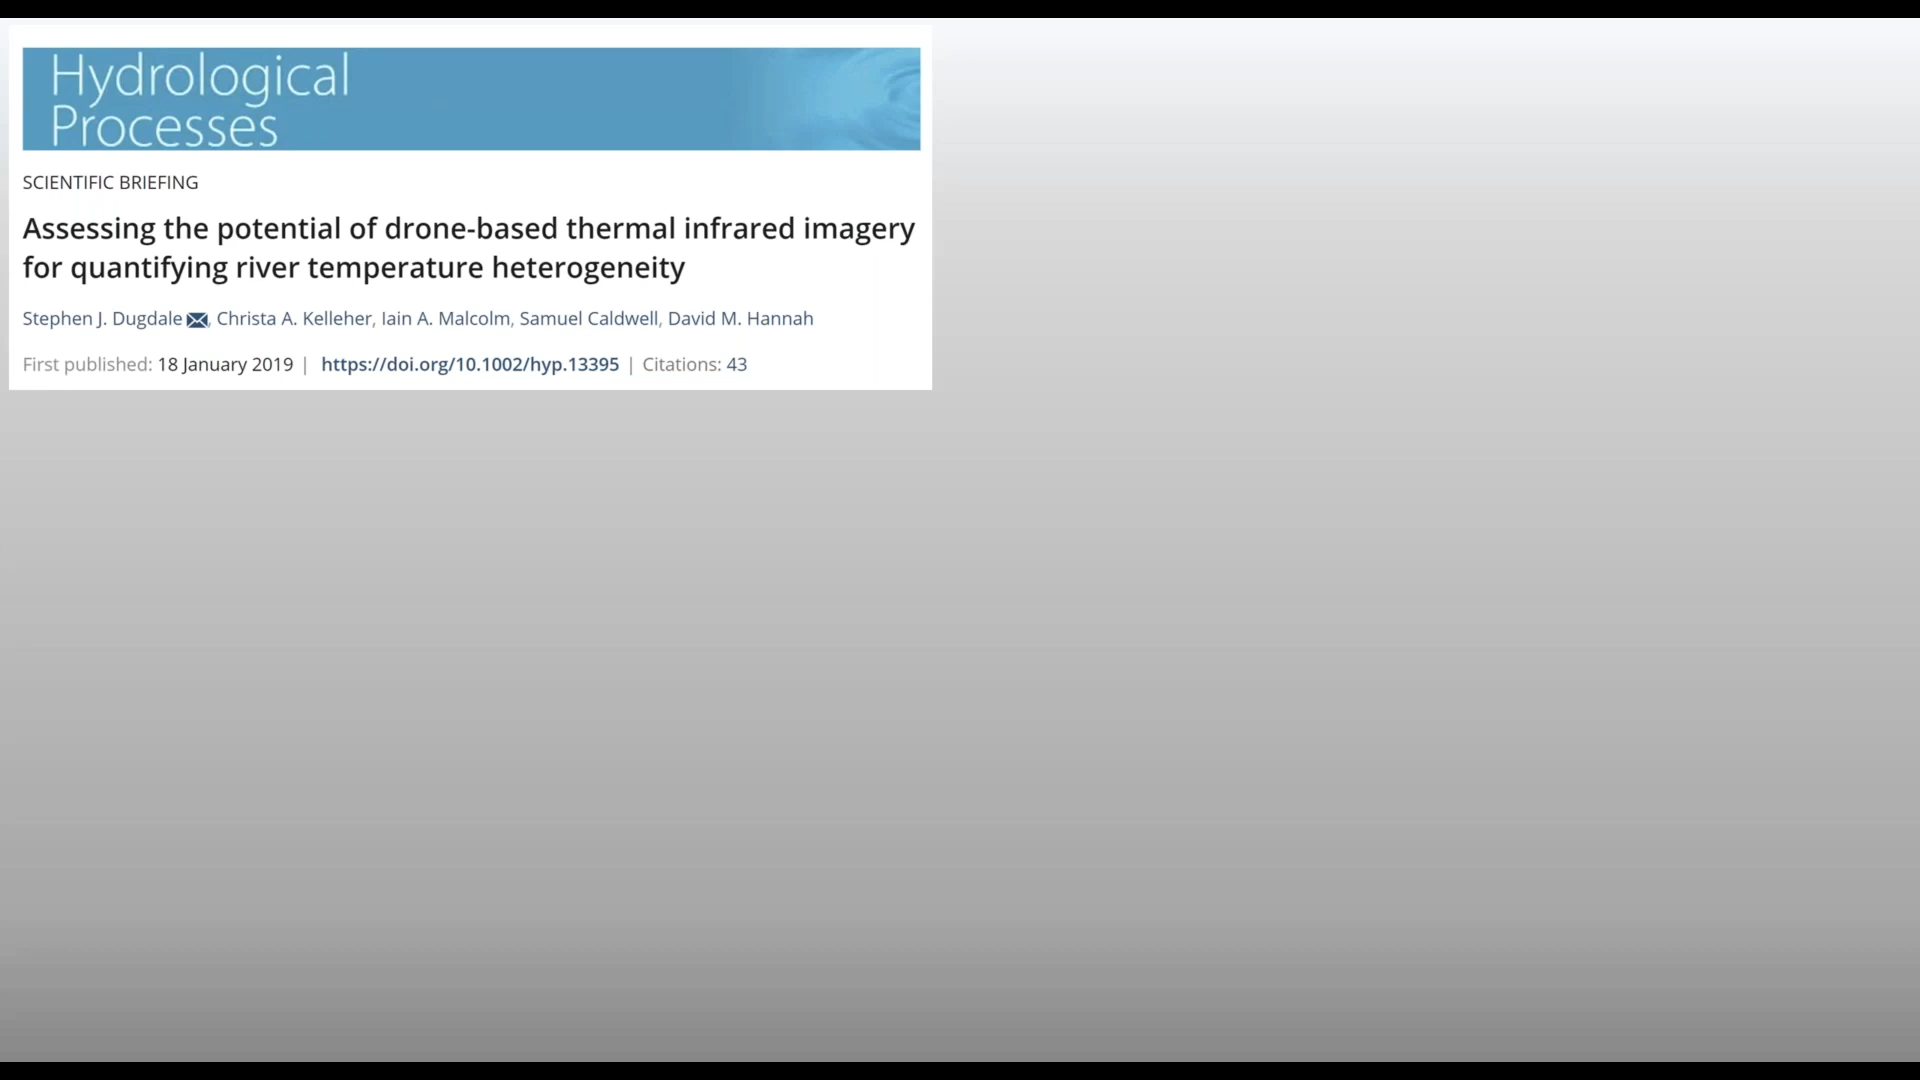 Hydrological
Processes
SCIENTIFIC BRIEFING
Assessing the potential of drone-based thermal infrared imagery
for quantifying river temperature heterogeneity
Stephen J. Dugdale, Christa A. Kelleher, Iain A. Malcolm, Samuel Caldwell, David M. Hannah
First published: 18 January 2019 | https://doi.org/10.1002/hyp.13395 | Citations: 43